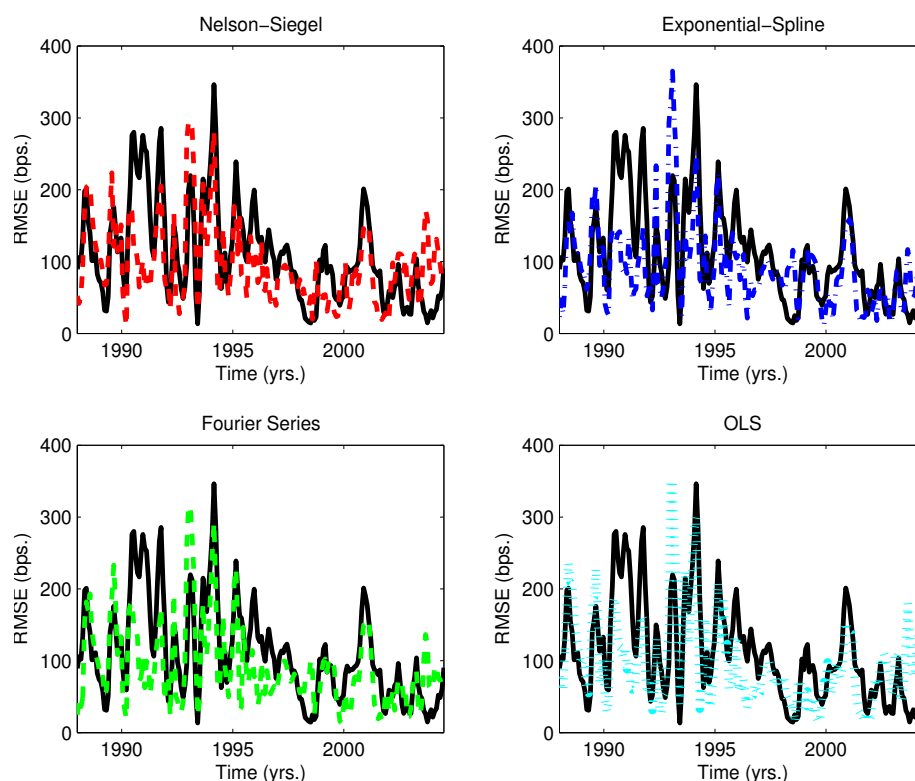 Nelson−Siegel
400
300
200
100
0
RMSE (bps.)
1990
1995
2000
Time (yrs.)
Exponential−Spline
400
300
200
100
0
RMSE (bps.)
1990
1995
2000
Time (yrs.)
Fourier Series
400
300
200
100
0
RMSE (bps.)
1990
1995
2000
Time (yrs.)
OLS
400
300
200
100
0
RMSE (bps.)
1990
1995
2000
Time (yrs.)